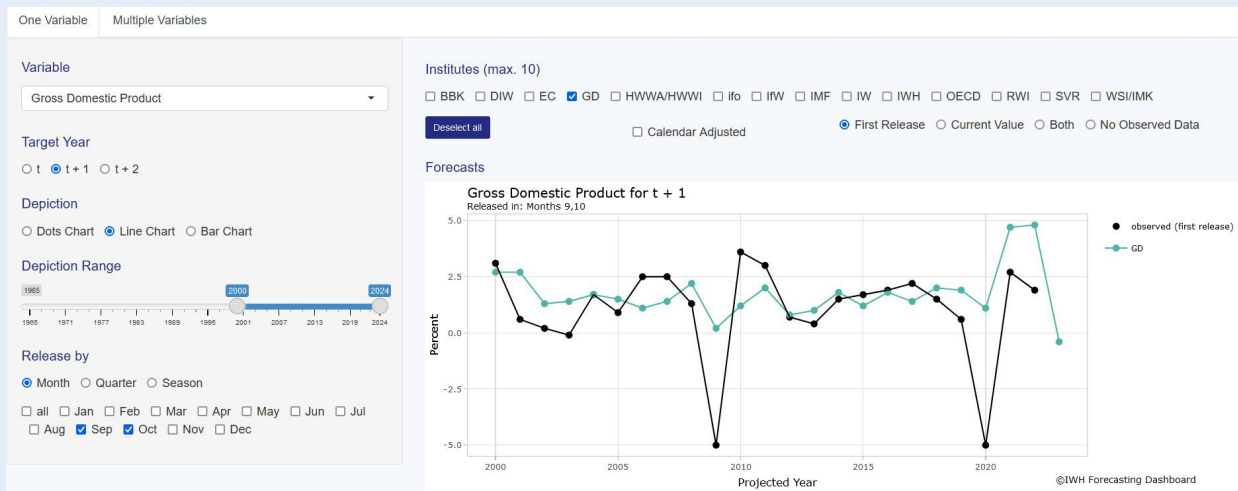 One Variable Multiple Variables
Variable
Gross Domestic Product
Target Year
t t + 1 t + 2
Depiction
Dots Chart Line Chart Bar Chart
Depiction Range
1965 2000 2024
1965 1971 1977 1983 1989 1995 2001 2007 2013 2019 2024
Release by
Month Quarter Season
all Jan Feb Mar Apr May Jun Jul
Aug Sep Oct Nov Dec
Institutes (max. 10)
BBK DIW EC GD HWWA/HWWI ifo IfW IMF IW IWH OECD RWI SVR WSI/IMK
Deselect all Calendar Adjusted First Release Current Value Both No Observed Data
Forecasts
Gross Domestic Product for t + 1
Released in: Months 9,10
5.0
2.5
0.0
-2.5
-5.0
Percent
2000 2005 2010 2015 2020
Projected Year
observed (first release)
GD
©IWH Forecasting Dashboard